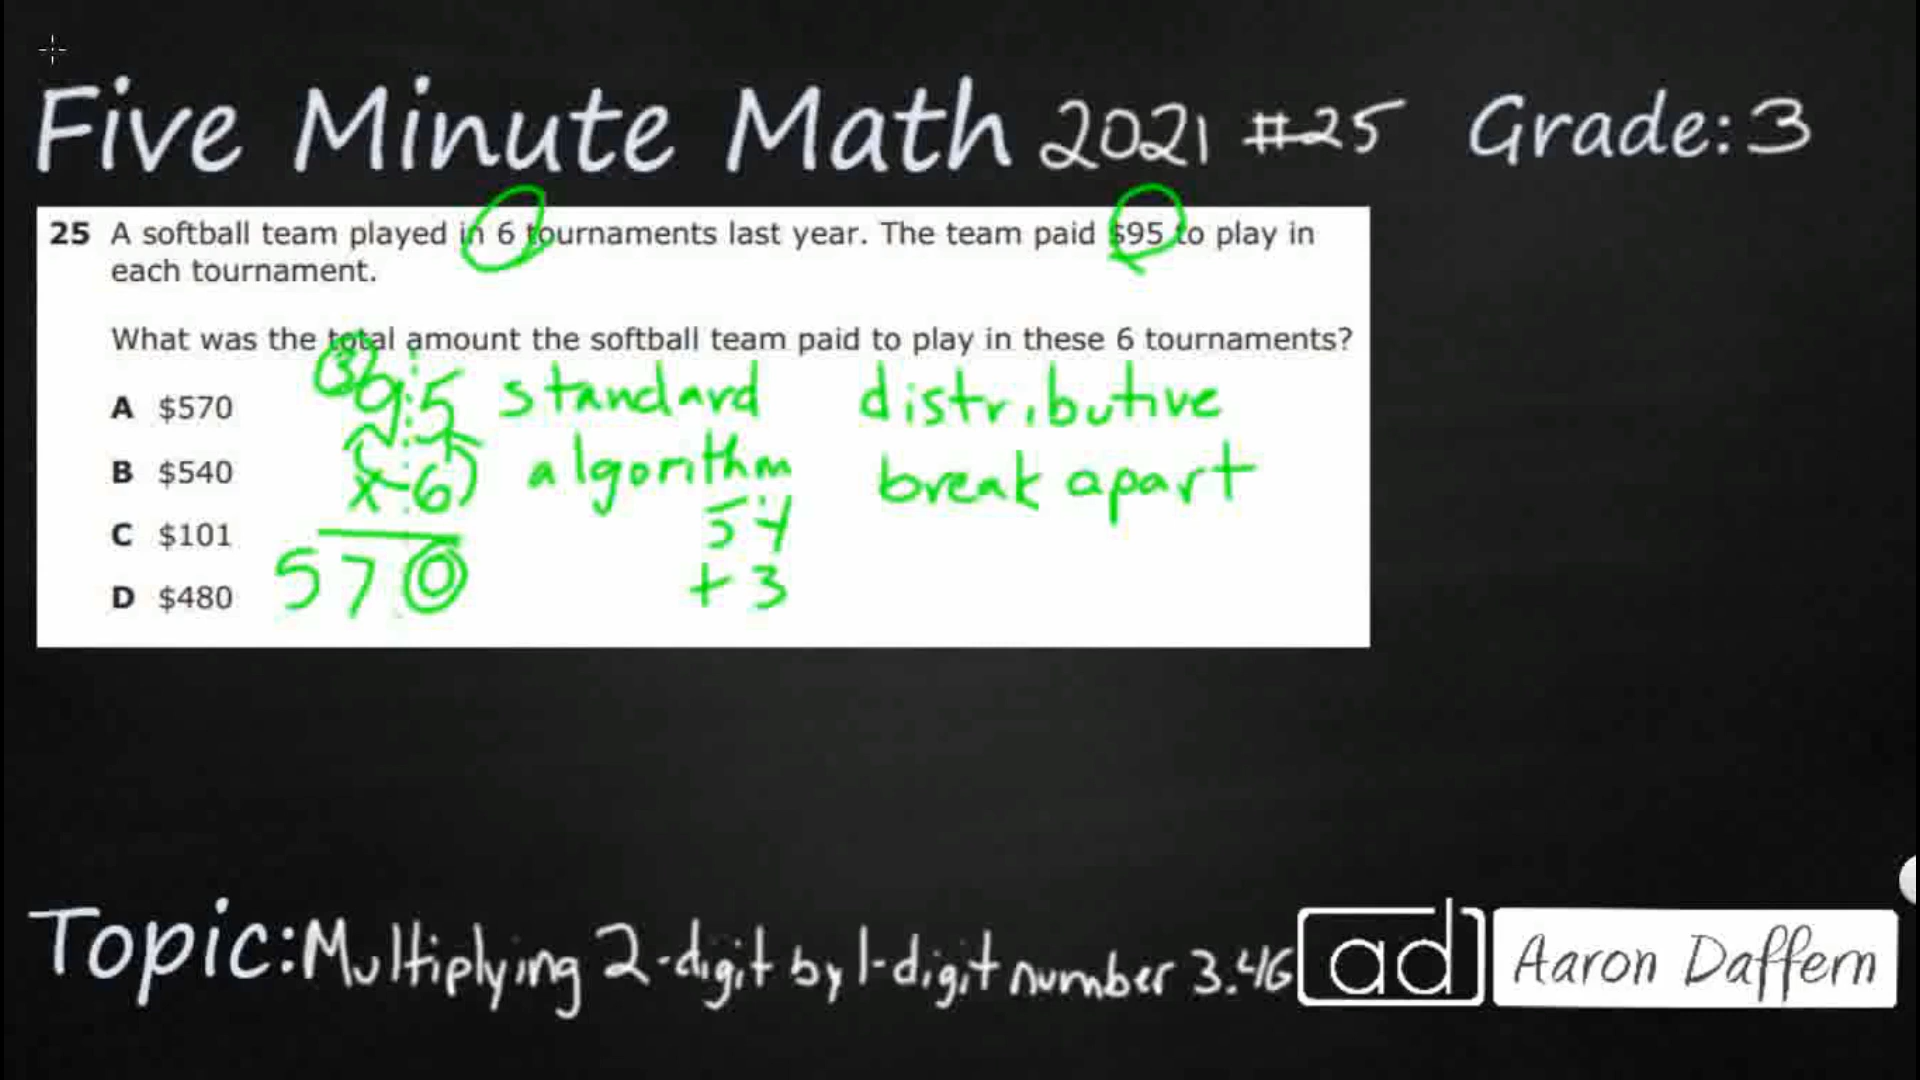 Five Minute Math 2021 #25 Grade: 3
25 A softball team played in 6 tournaments last year. The team paid $95 to play in
each tournament.
What was the total amount the softball team paid to play in these 6 tournaments?
A $570
B $540
C $101
D $480
3
95
x 6
570
standard
algorithm
54
+ 3
distributive
break apart
Topic: Multiplying 2-digit by 1-digit number 3.4G
ad Aaron Daffern